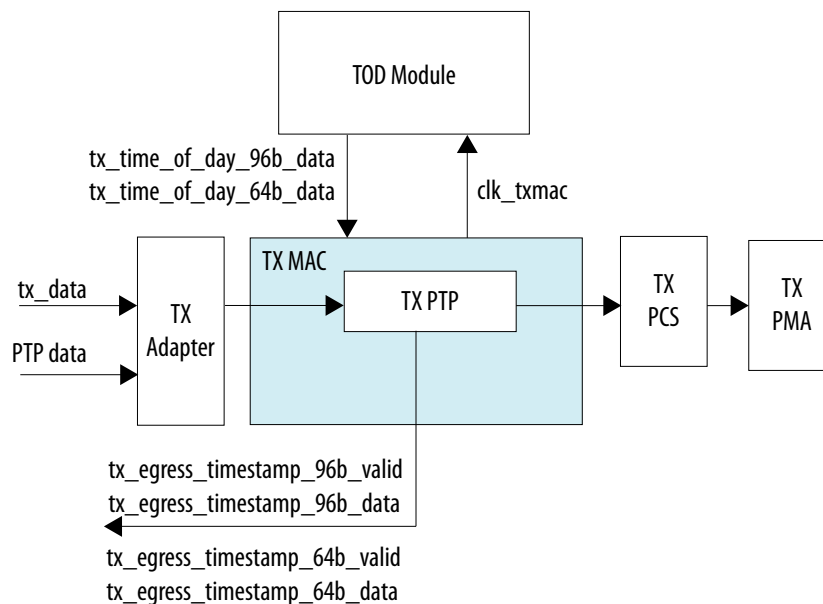 TOD Module
tx_time_of_day_96b_data
tx_time_of_day_64b_data
clk_txmac
tx_data
PTP data
TX
Adapter
TX MAC
TX PTP
TX
PCS
TX
PMA
tx_egress_timestamp_96b_valid
tx_egress_timestamp_96b_data
tx_egress_timestamp_64b_valid
tx_egress_timestamp_64b_data